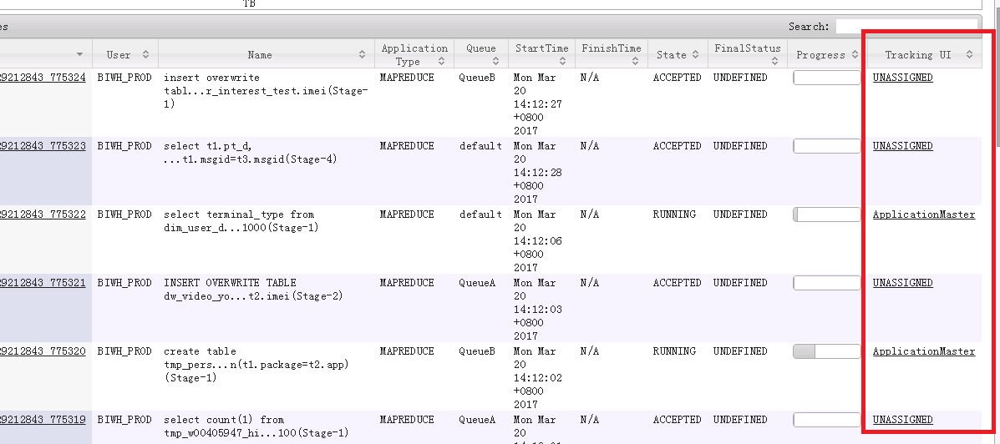 TB
es
Search:
User Name Application Type Queue StartTime FinishTime State FinalStatus Progress Tracking UI
29212843_775324 BIWH_PROD insert overwrite tabl...r_interest_test.imei(Stage-1) MAPREDUCE QueueB Mon Mar 20 14:12:27 +0800 2017 N/A ACCEPTED UNDEFINED UNASSIGNED
29212843_775323 BIWH_PROD select t1.pt_d, ...t1.msgid=t3.msgid(Stage-4) MAPREDUCE default Mon Mar 20 14:12:28 +0800 2017 N/A ACCEPTED UNDEFINED UNASSIGNED
29212843_775322 BIWH_PROD select terminal_type from dim_user_d...1000(Stage-1) MAPREDUCE default Mon Mar 20 14:12:06 +0800 2017 N/A RUNNING UNDEFINED ApplicationMaster
29212843_775321 BIWH_PROD INSERT OVERWRITE TABLE dw_video_yo...t2.imei(Stage-2) MAPREDUCE QueueA Mon Mar 20 14:12:03 +0800 2017 N/A ACCEPTED UNDEFINED UNASSIGNED
29212843_775320 BIWH_PROD create table tmp_pers...n(t1.package=t2.app)(Stage-1) MAPREDUCE QueueB Mon Mar 20 14:12:02 +0800 2017 N/A RUNNING UNDEFINED ApplicationMaster
29212843_775319 BIWH_PROD select count(1) from tmp_w00405947_hi...100(Stage-1) MAPREDUCE QueueA Mon Mar 20 N/A ACCEPTED UNDEFINED UNASSIGNED